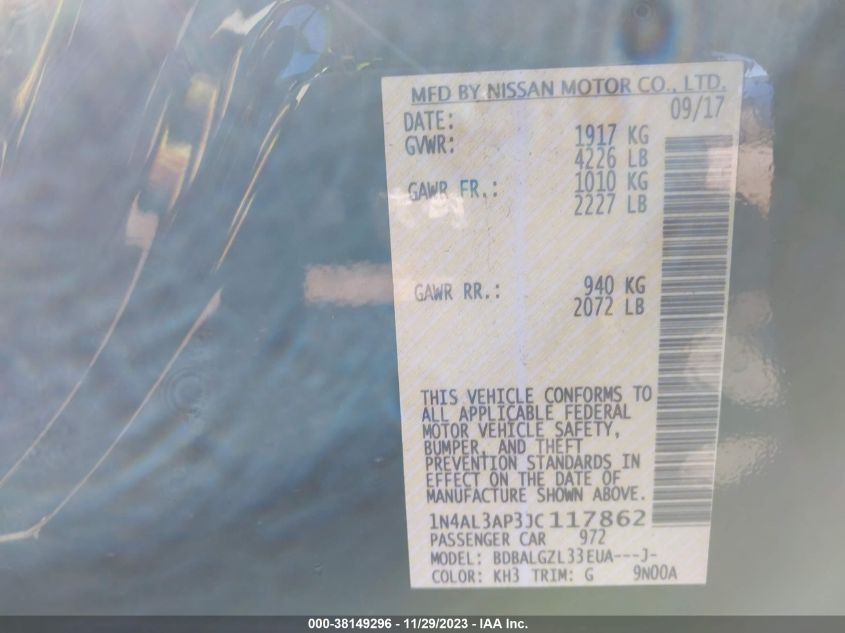 MFD BY NISSAN MOTOR CO., LTD.
DATE: 09/17
GVWR: 1917 KG
4226 LB
GAWR FR.: 1010 KG
2227 LB
GAWR RR.: 940 KG
2072 LB
THIS VEHICLE CONFORMS TO
ALL APPLICABLE FEDERAL
MOTOR VEHICLE SAFETY,
BUMPER, AND THEFT
PREVENTION STANDARDS IN
EFFECT ON THE DATE OF
MANUFACTURE SHOWN ABOVE.
1N4AL3AP3JC117862
PASSENGER CAR 972
MODEL: BDBALGZL33EUA---J-
COLOR: KH3 TRIM: G 9N00A
000-38149296 - 11/29/2023 - IAA Inc.